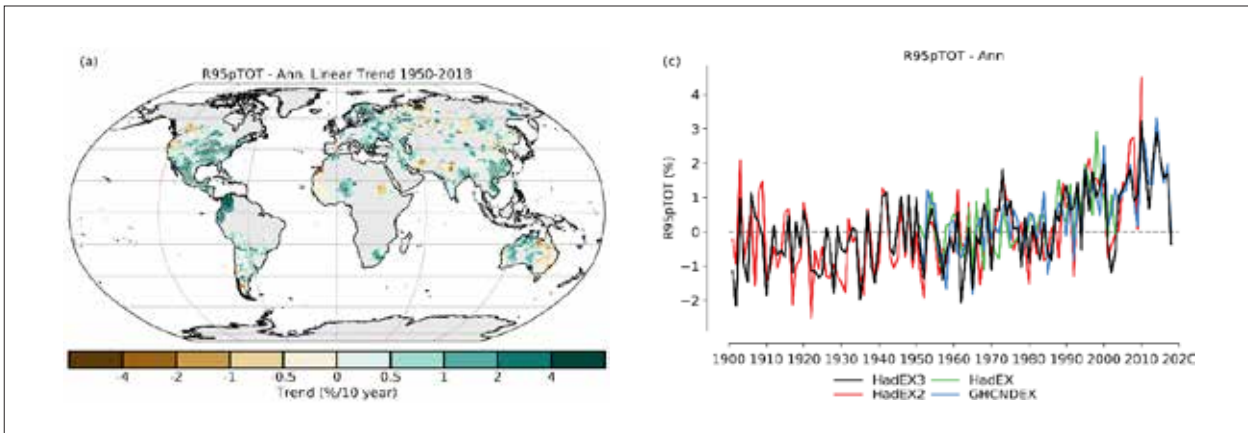 (a)
R95pTOT - Ann. Linear Trend 1950-2018
-4 -2 -1 0.5 0 0.5 1 2 4
Trend (%/10 year)
(c)
R95pTOT - Ann
R95pTOT (%)
4
3
2
1
0
−1
−2
1900 1910 1920 1930 1940 1950 1960 1970 1980 1990 2000 2010 2020
HadEX3 HadEX
HadEX2 GHCNDEX